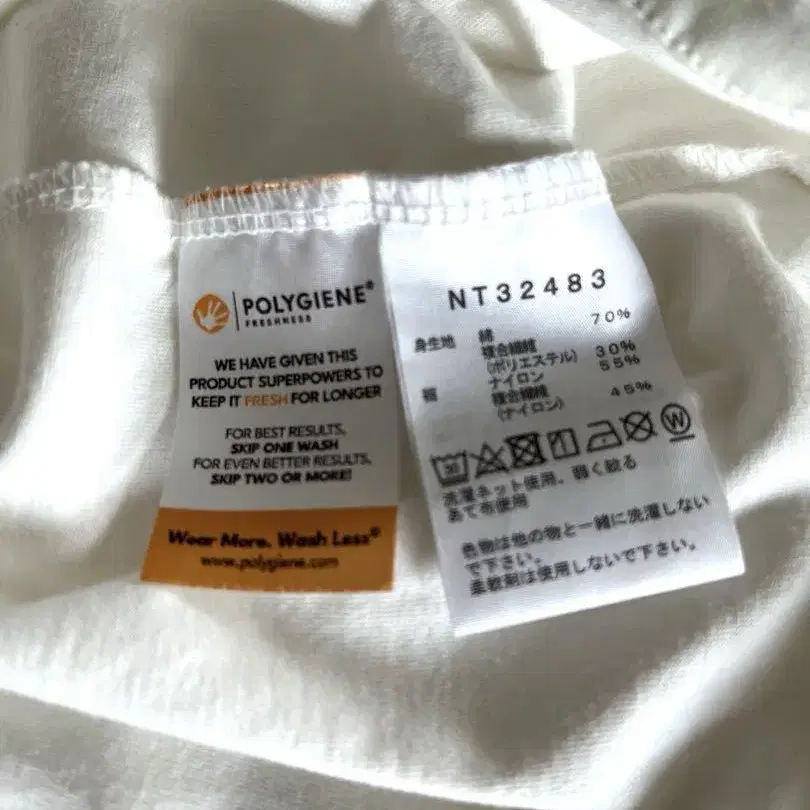 POLYGIENE®
FRESHNESS
WE HAVE GIVEN THIS
PRODUCT SUPERPOWERS TO
KEEP IT FRESH FOR LONGER
FOR BEST RESULTS,
SKIP ONE WASH
FOR EVEN BETTER RESULTS,
SKIP TWO OR MORE!
Wear More. Wash Less®
www.polygiene.com
NT32483
身生地 綿 70%
複合繊維
(ポリエステル) 30%
ナイロン 55%
複合繊維
(ナイロン) 45%
30
W
洗濯ネット使用、弱く絞る
あて布使用
色物は他の物と一緒に洗濯しない
で下さい。
柔軟剤は使用しないで下さい。